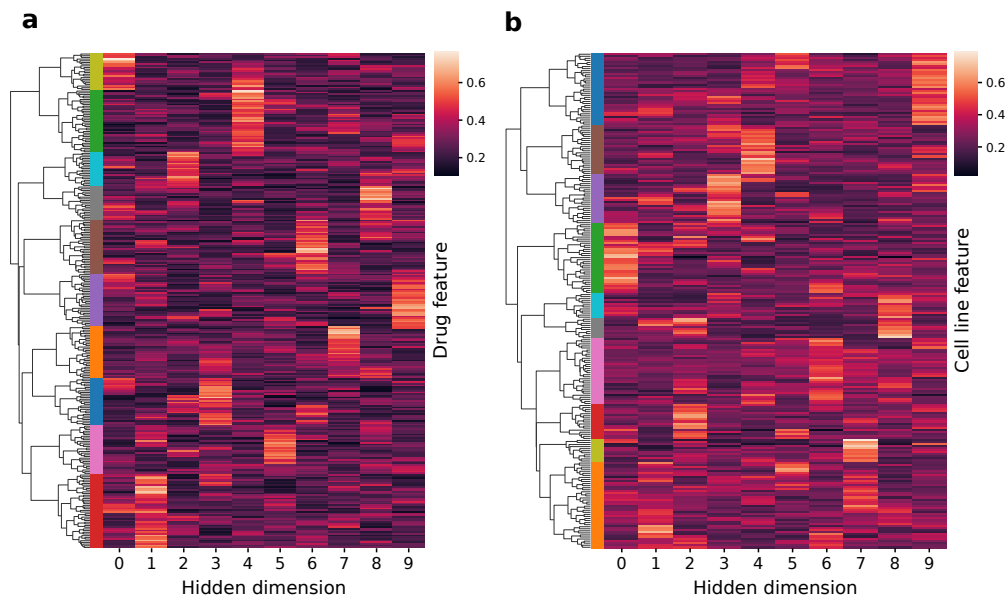 a
0.6
0.4
0.2
Drug feature
0 1 2 3 4 5 6 7 8 9
Hidden dimension
b
0.6
0.4
0.2
Cell line feature
0 1 2 3 4 5 6 7 8 9
Hidden dimension